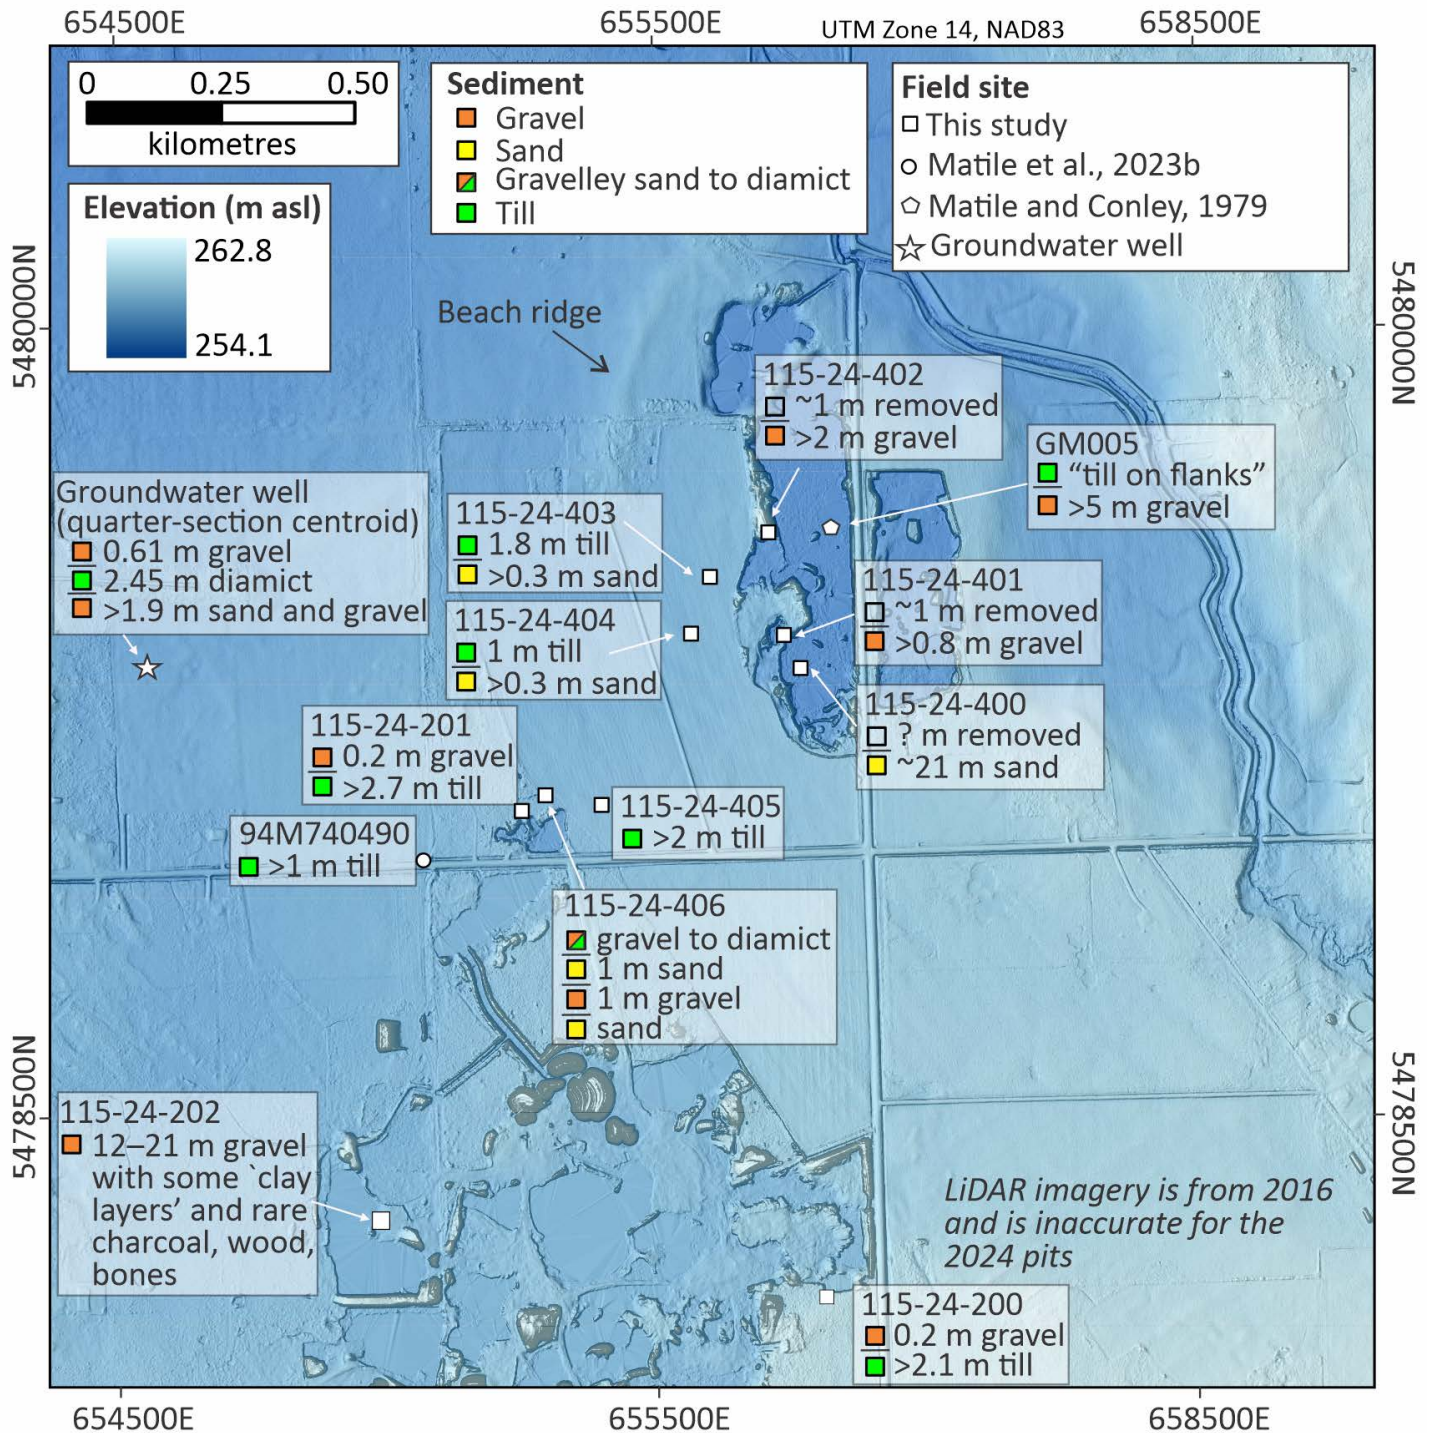 654500E
655500E
UTM Zone 14, NAD83
658500E
0 0.25 0.50
kilometres
Sediment
Gravel
Sand
Gravelley sand to diamict
Till
Field site
This study
Matile et al., 2023b
Matile and Conley, 1979
Groundwater well
Elevation (m asl)
262.8
254.1
5480000N
5480000N
Beach ridge
115-24-402
~1 m removed
>2 m gravel
GM005
“till on flanks”
>5 m gravel
Groundwater well
(quarter-section centroid)
0.61 m gravel
2.45 m diamict
>1.9 m sand and gravel
115-24-403
1.8 m till
>0.3 m sand
115-24-401
~1 m removed
>0.8 m gravel
115-24-404
1 m till
>0.3 m sand
115-24-400
? m removed
~21 m sand
115-24-201
0.2 m gravel
>2.7 m till
115-24-405
>2 m till
94M740490
>1 m till
115-24-406
gravel to diamict
1 m sand
1 m gravel
sand
5478500N
5478500N
115-24-202
12–21 m gravel
with some `clay
layers’ and rare
charcoal, wood,
bones
LiDAR imagery is from 2016
and is inaccurate for the
2024 pits
115-24-200
0.2 m gravel
>2.1 m till
654500E
655500E
658500E